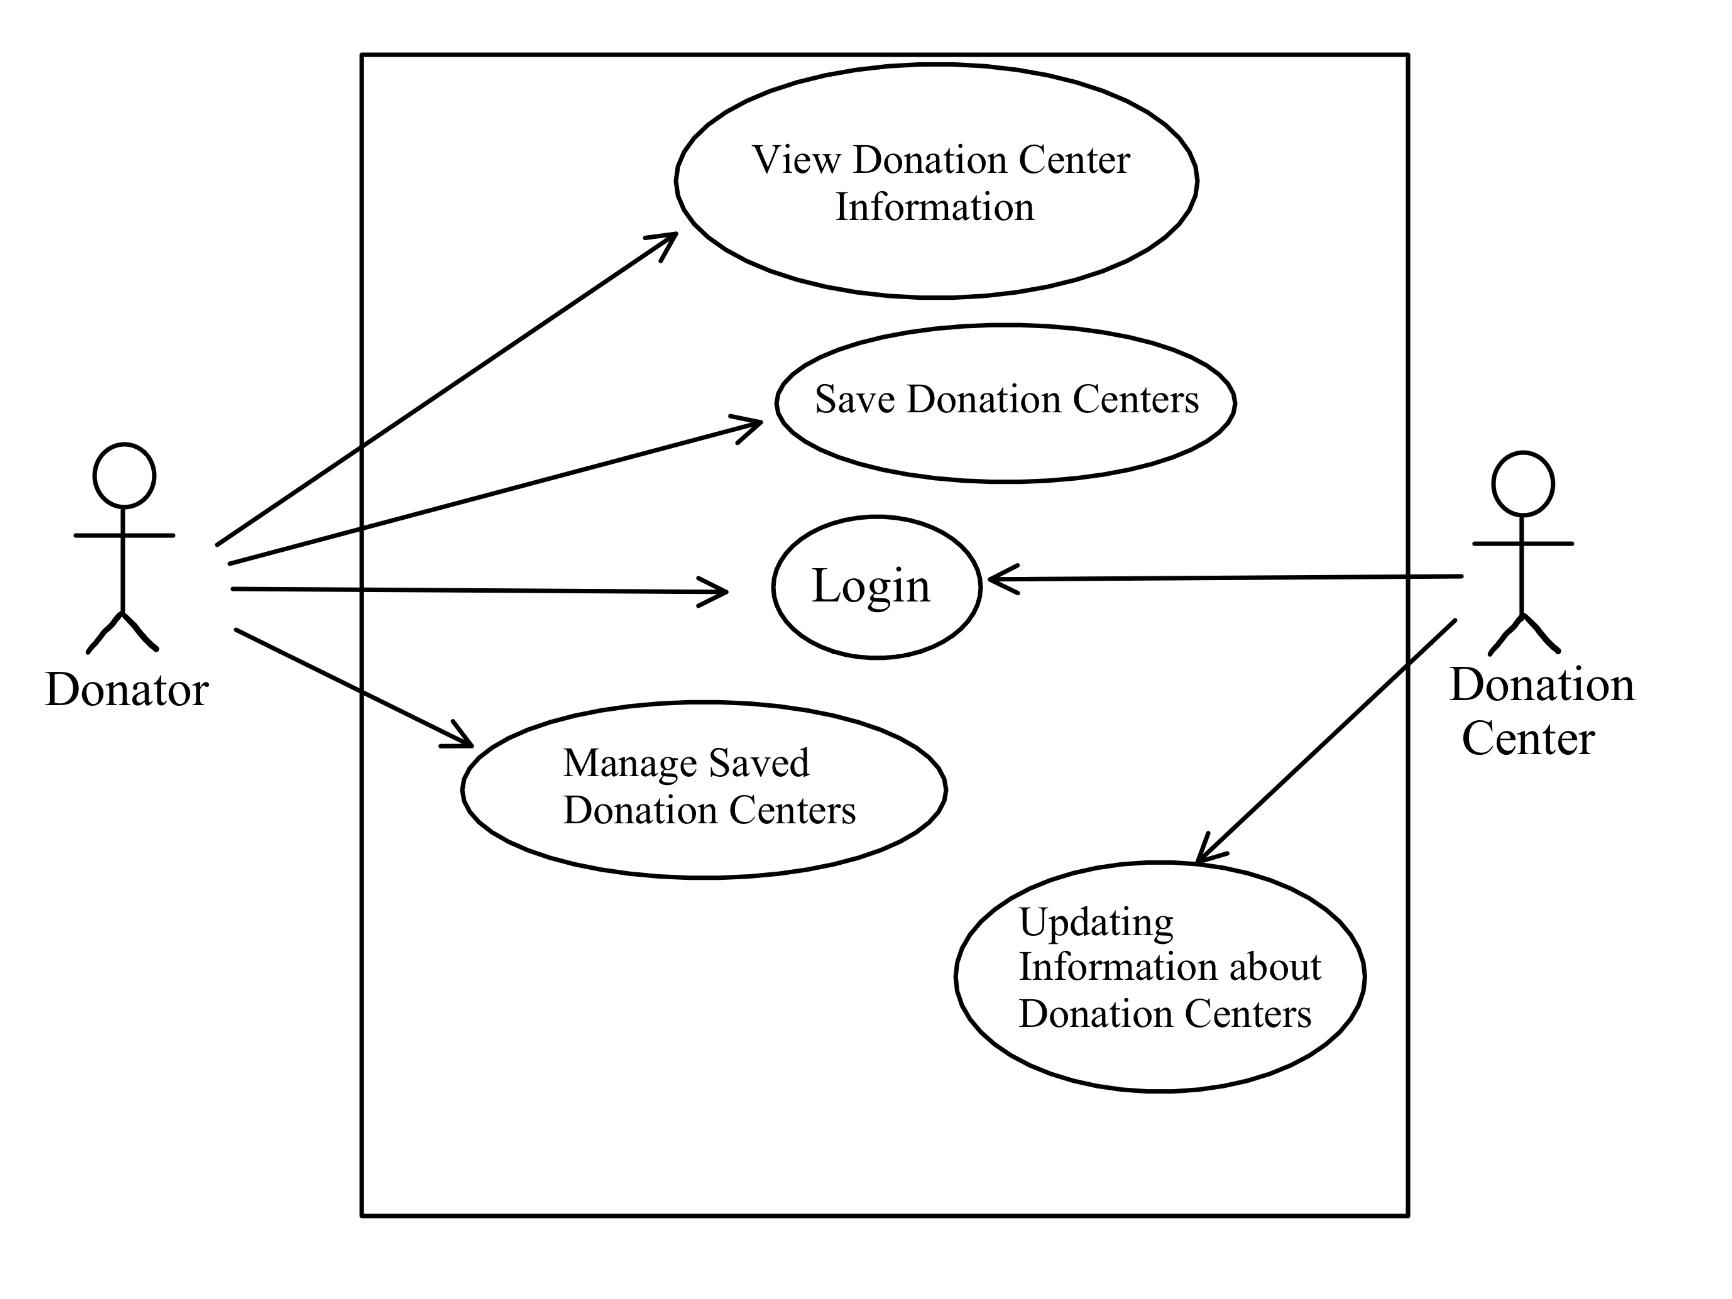 View Donation Center
Information
Save Donation Centers
Login
Donator
Donation
Center
Manage Saved
Donation Centers
Updating
Information about
Donation Centers